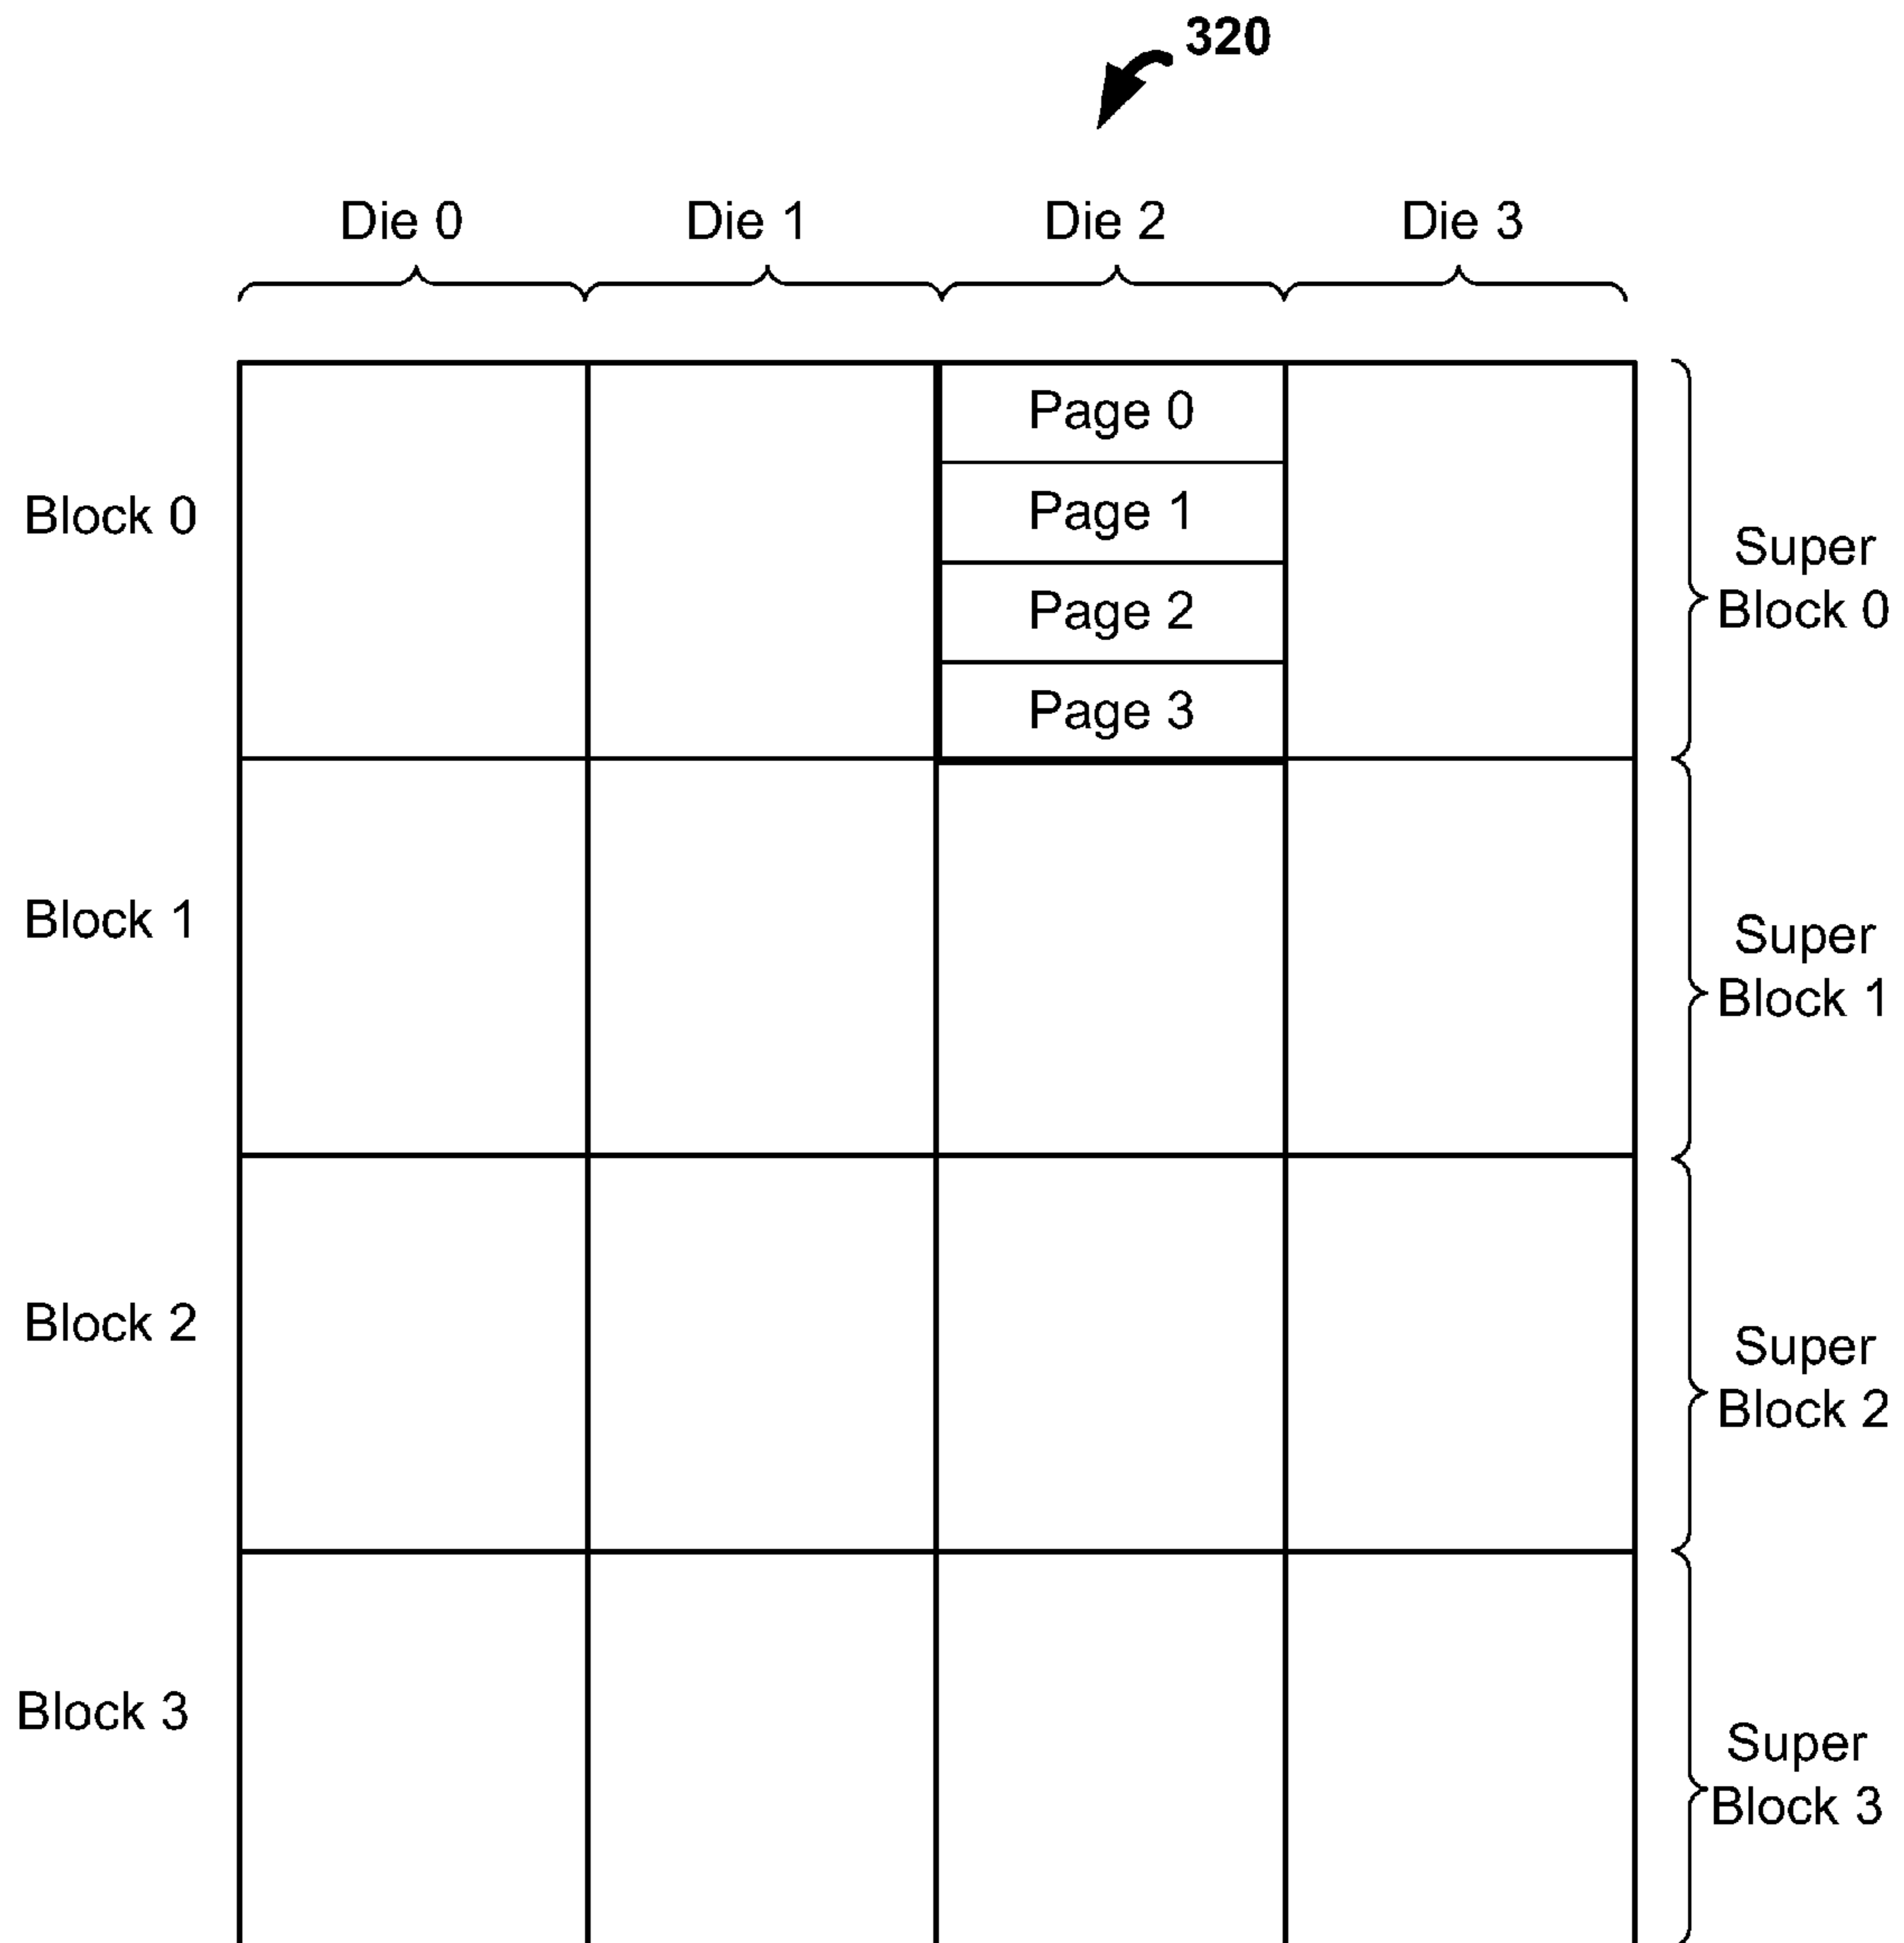 320
Die 0
Die 1
Die 2
Die 3
Page 0
Page 1
Page 2
Page 3
Block 0
Super
Block 0
Block 1
Super
Block 1
Block 2
Super
Block 2
Block 3
Super
Block 3